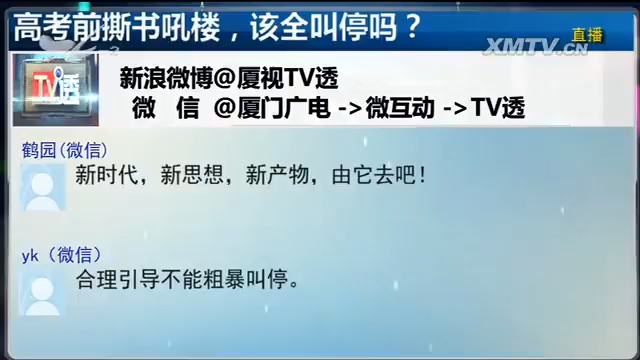 高考前撕书吼楼，该全叫停吗？
直播
XMTV.CN
TV透
新浪微博@厦视TV透
微 信 @厦门广电 ->微互动 ->TV透
鹤园(微信)
新时代，新思想，新产物，由它去吧！
yk（微信）
合理引导不能粗暴叫停。